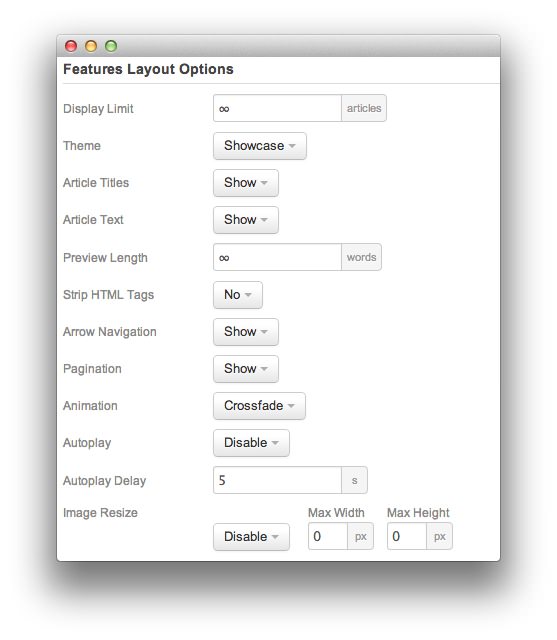 Features Layout Options
Display Limit ∞ articles
Theme Showcase
Article Titles Show
Article Text Show
Preview Length ∞ words
Strip HTML Tags No
Arrow Navigation Show
Pagination Show
Animation Crossfade
Autoplay Disable
Autoplay Delay 5 s
Image Resize Max Width Max Height
Disable 0 px 0 px